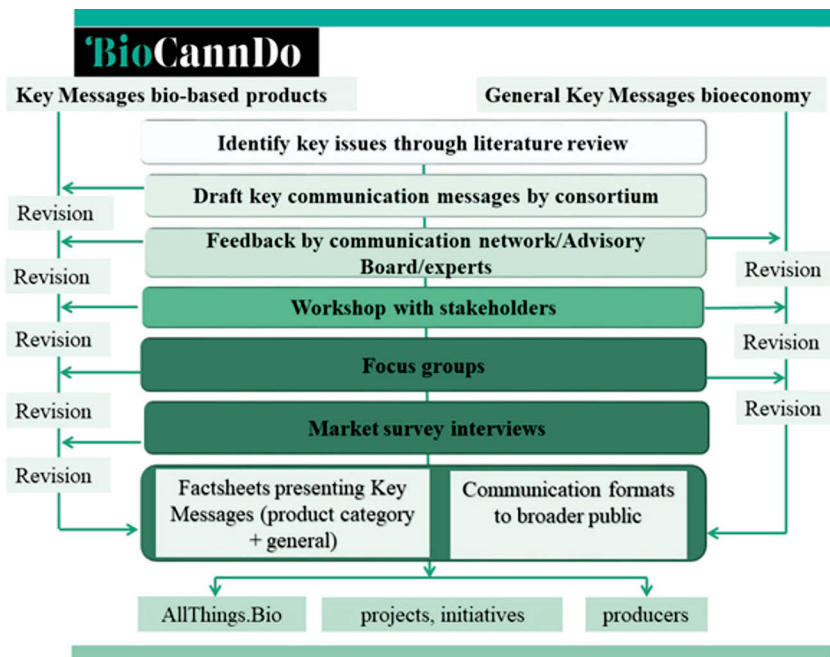 BioCannDo
Key Messages bio-based products
General Key Messages bioeconomy
Identify key issues through literature review
Draft key communication messages by consortium
Revision
Feedback by communication network/Advisory
Board/experts
Revision
Revision
Workshop with stakeholders
Revision
Revision
Focus groups
Revision
Revision
Market survey interviews
Revision
Factsheets presenting Key
Messages (product category
+ general)
Communication formats
to broader public
AllThings.Bio
projects, initiatives
producers